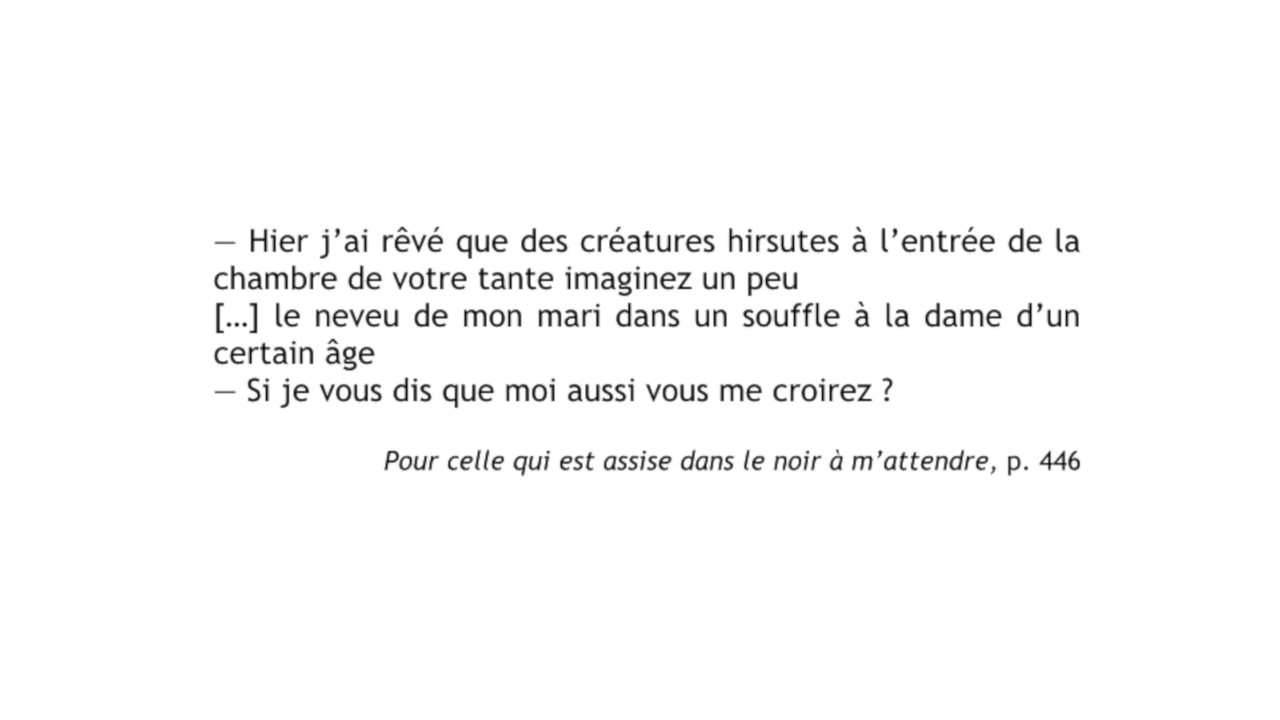 — Hier j’ai rêvé que des créatures hirsutes à l’entrée de la
chambre de votre tante imaginez un peu
[…] le neveu de mon mari dans un souffle à la dame d’un
certain âge
— Si je vous dis que moi aussi vous me croirez ?
Pour celle qui est assise dans le noir à m’attendre, p. 446